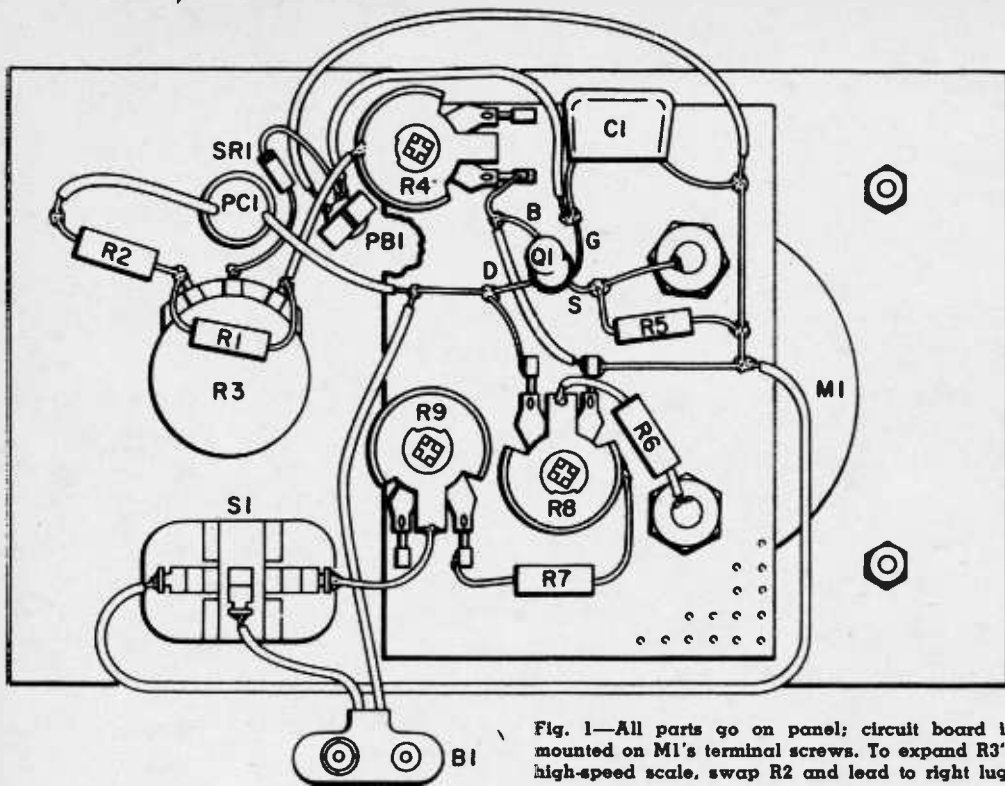 SR1
C1
PC1
R4
R2
PB1
B
G
Q1
D
S
R1
R5
R3
M1
R9
R6
R8
S1
R7
B1
Fig. 1—All parts go on panel; circuit board i
mounted on M1's terminal screws. To expand R3'
high-speed scale, swap R2 and lead to right lug